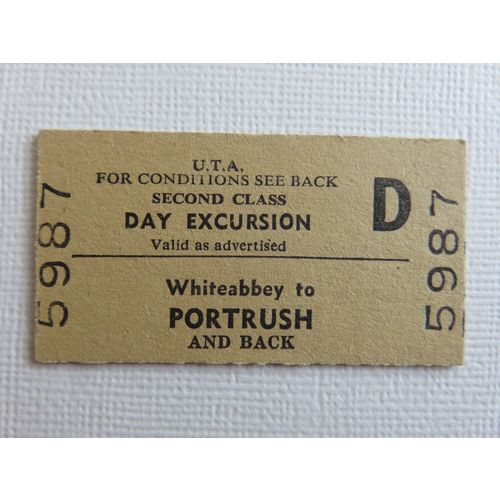 U.T.A.
FOR CONDITIONS SEE BACK
SECOND CLASS
DAY EXCURSION
Valid as advertised
D
Whiteabbey to
PORTRUSH
AND BACK
5987
5987